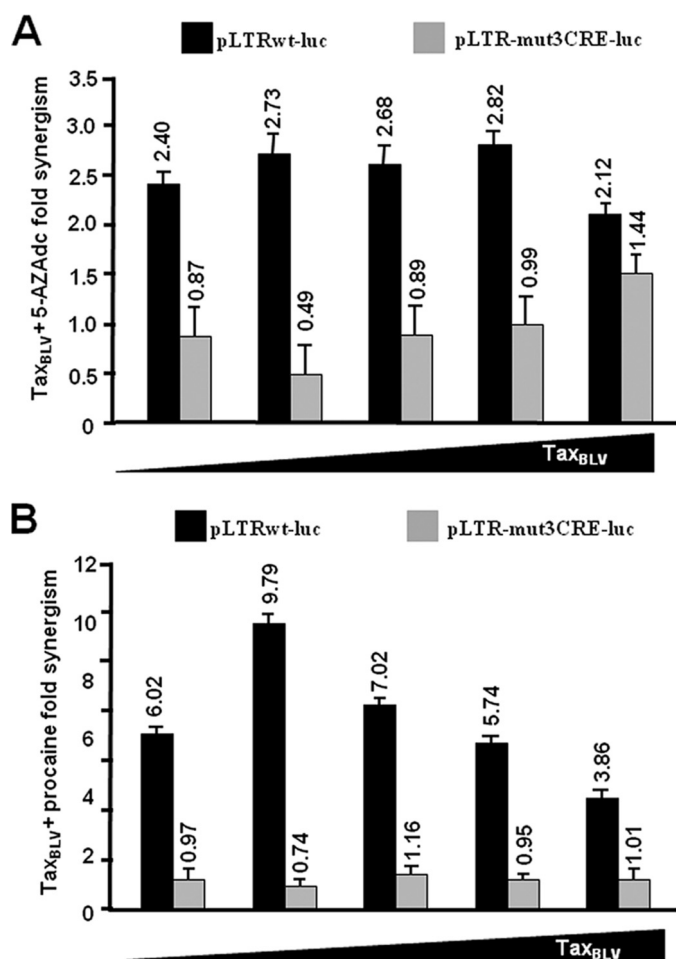 A
pLTRwt-luc pLTR-mut3CRE-luc
TaxBLV+ 5-AZAdc fold synergism
3.5
3.0
2.5
2.0
1.5
1.0
0.5
0
2.40 0.87 2.73 0.49 2.68 0.89 2.82 0.99 2.12 1.44
TaxBLV
B
pLTRwt-luc pLTR-mut3CRE-luc
TaxBLV+ procaine fold synergism
12
10
8
6
4
2
0
6.02 0.97 9.79 0.74 7.02 1.16 5.74 0.95 3.86 1.01
TaxBLV